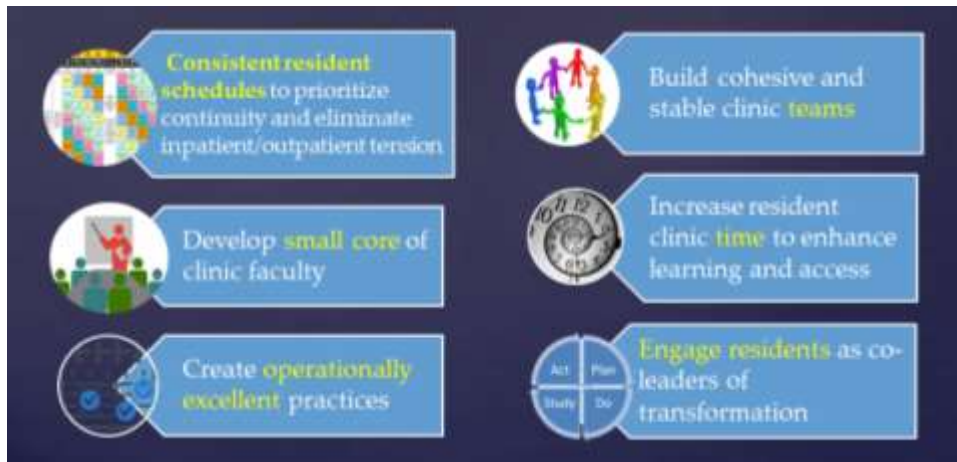 Consistent resident
schedules to prioritize
continuity and eliminate
inpatient/outpatient tension
Develop small core of
clinic faculty
Create operationally
excellent practices
Build cohesive and
stable clinic teams
Increase resident
clinic time to enhance
learning and access
Engage residents as co-
leaders of
transformation
Act Plan
Study Do